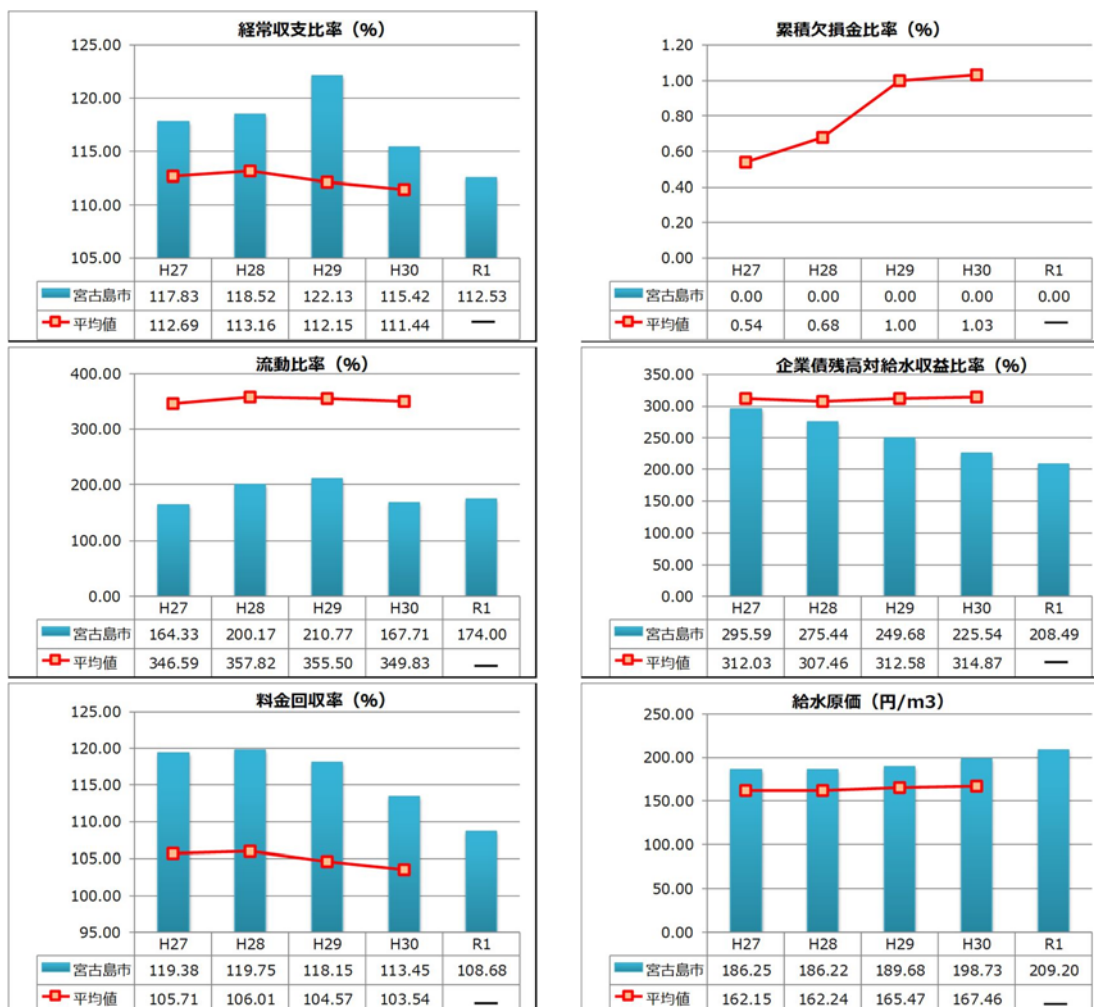 経常収支比率（%）
125.00
120.00
115.00
110.00
105.00
H27 H28 H29 H30 R1
宮古島市 117.83 118.52 122.13 115.42 112.53
平均値 112.69 113.16 112.15 111.44 —
累積欠損金比率（%）
1.20
1.00
0.80
0.60
0.40
0.20
0.00
H27 H28 H29 H30 R1
宮古島市 0.00 0.00 0.00 0.00 0.00
平均値 0.54 0.68 1.00 1.03 —
流動比率（%）
400.00
300.00
200.00
100.00
0.00
H27 H28 H29 H30 R1
宮古島市 164.33 200.17 210.77 167.71 174.00
平均値 346.59 357.82 355.50 349.83 —
企業債残高対給水収益比率（%）
350.00
300.00
250.00
200.00
150.00
100.00
50.00
0.00
H27 H28 H29 H30 R1
宮古島市 295.59 275.44 249.68 225.54 208.49
平均値 312.03 307.46 312.58 314.87 —
料金回収率（%）
125.00
120.00
115.00
110.00
105.00
100.00
95.00
H27 H28 H29 H30 R1
宮古島市 119.38 119.75 118.15 113.45 108.68
平均値 105.71 106.01 104.57 103.54 —
給水原価（円/m3）
250.00
200.00
150.00
100.00
50.00
0.00
H27 H28 H29 H30 R1
宮古島市 186.25 186.22 189.68 198.73 209.20
平均値 162.15 162.24 165.47 167.46 —